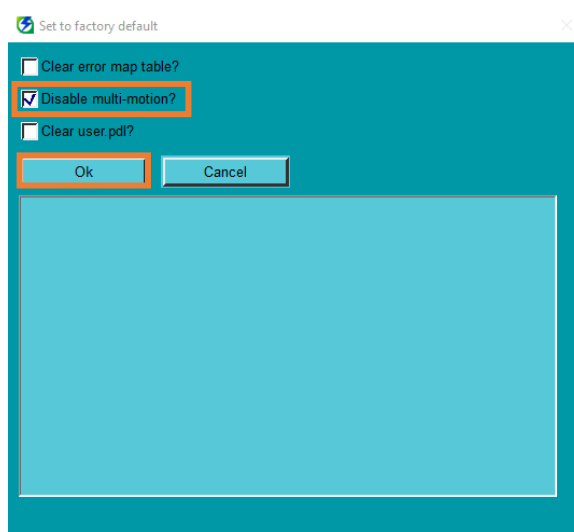 Set to factory default
Clear error map table?
Disable multi-motion?
Clear user.pdl?
Ok Cancel